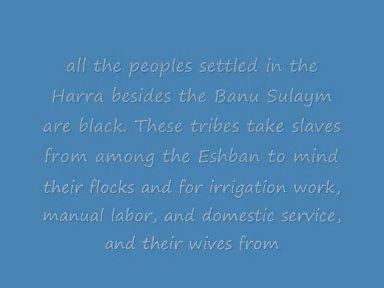 all the peoples settled in the
Harra besides the Banu Sulaym
are black. These tribes take slaves
from among the Eshban to mind
their flocks and for irrigation work,
manual labor, and domestic service,
and their wives from